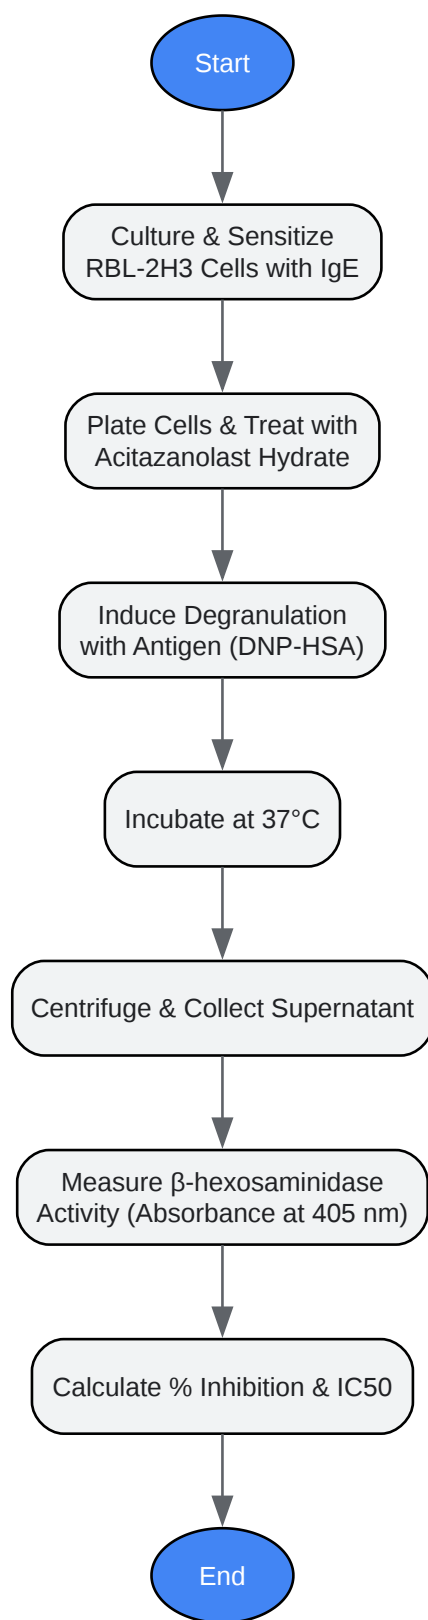 Start
Culture & Sensitize
RBL-2H3 Cells with IgE
Plate Cells & Treat with
Acitazanolast Hydrate
Induce Degranulation
with Antigen (DNP-HSA)
Incubate at 37°C
Centrifuge & Collect Supernatant
Measure β-hexosaminidase
Activity (Absorbance at 405 nm)
Calculate % Inhibition & IC50
End